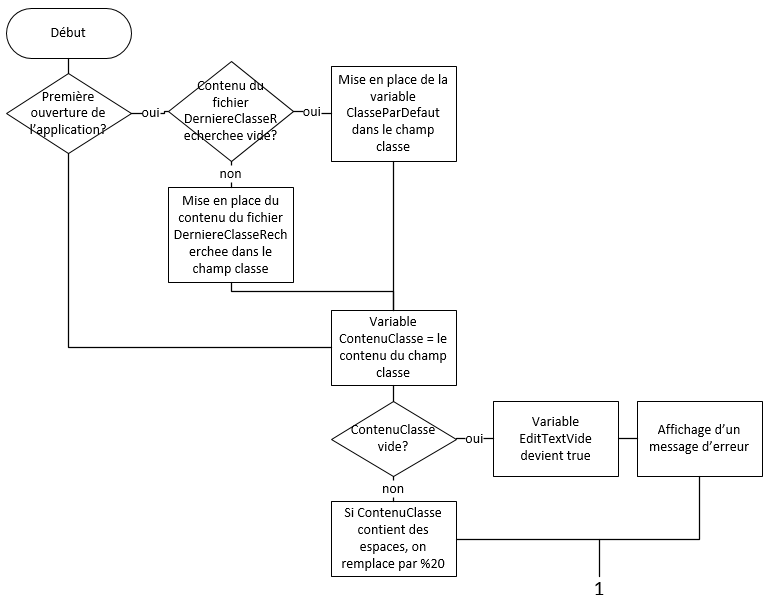 Début
Première
ouverture de
l'application?
oui
Contenu du
fichier
DerniereClasseR
echerchee vide?
oui
Mise en place de la
variable
ClasseParDefaut
dans le champ
classe
non
Mise en place du
contenu du fichier
DerniereClasseRech
erchee dans le
champ classe
Variable
ContenuClasse = le
contenu du champ
classe
ContenuClasse
vide?
oui
Variable
EditTextVide
devient true
Affichage d'un
message d'erreur
non
Si ContenuClasse
contient des
espaces, on
remplace par %20
1